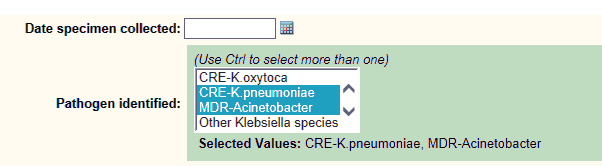 Date specimen collected:
(Use Ctrl to select more than one)
Pathogen identified:
CRE-K.oxytoca
CRE-K.pneumoniae
MDR-Acinetobacter
Other Klebsiella species
Selected Values: CRE-K.pneumoniae, MDR-Acinetobacter